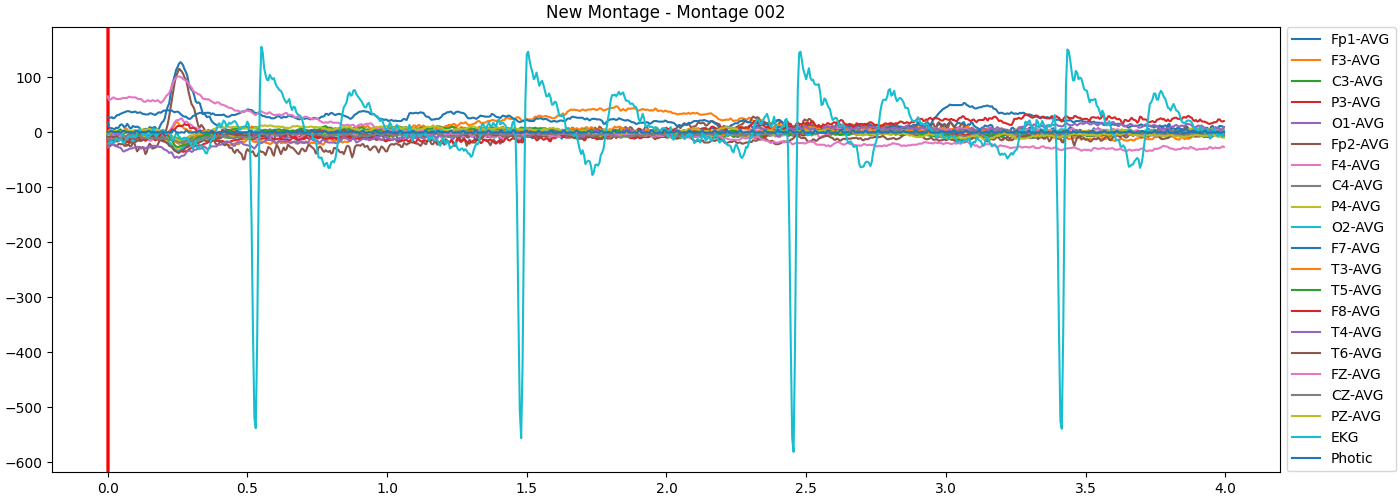 New Montage - Montage 002
100
0
−100
−200
−300
−400
−500
−600
0.0 0.5 1.0 1.5 2.0 2.5 3.0 3.5 4.0
Fp1-AVG
F3-AVG
C3-AVG
P3-AVG
O1-AVG
Fp2-AVG
F4-AVG
C4-AVG
P4-AVG
O2-AVG
F7-AVG
T3-AVG
T5-AVG
F8-AVG
T4-AVG
T6-AVG
FZ-AVG
CZ-AVG
PZ-AVG
EKG
Photic